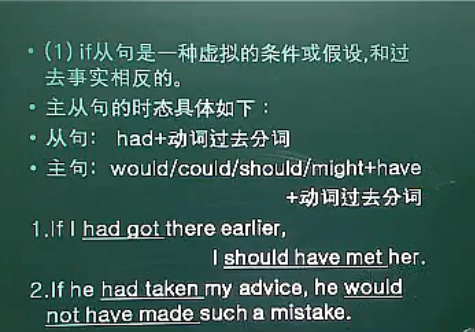 • (1) if从句是一种虚拟的条件或假设,和过
去事实相反的。
• 主从句的时态具体如下：
• 从句： had+动词过去分词
• 主句：would/could/should/might+have
+动词过去分词
1.If I had got there earlier,
I should have met her.
2.If he had taken my advice, he would
not have made such a mistake.